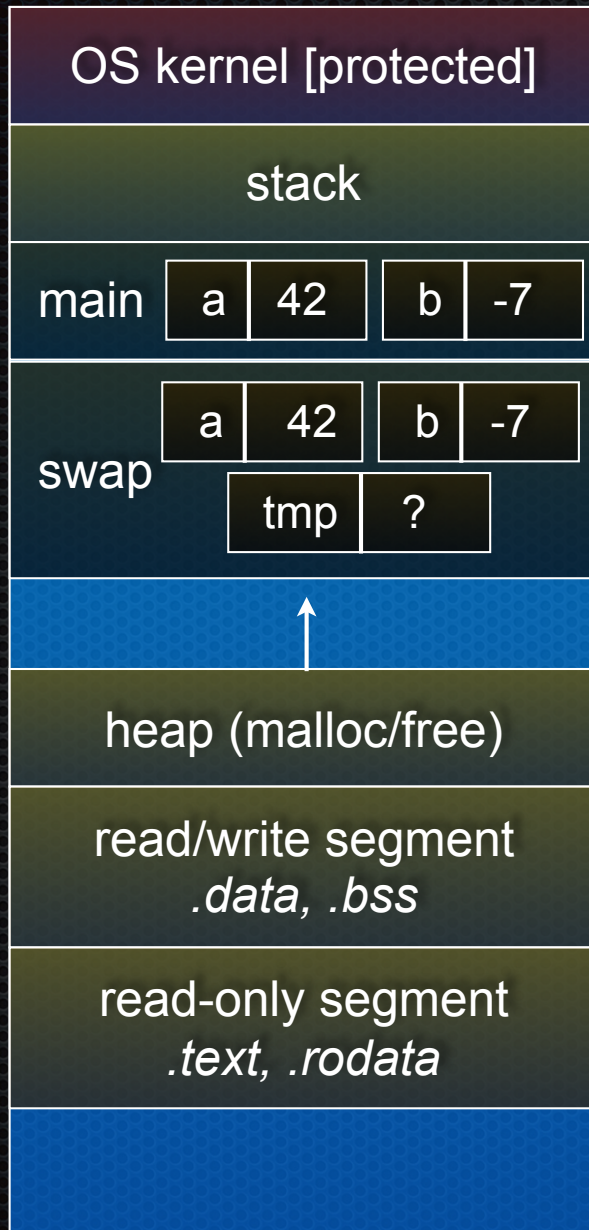 OS kernel [protected]
stack
main a 42 b -7
swap a 42 b -7
tmp ?
heap (malloc/free)
read/write segment
.data, .bss
read-only segment
.text, .rodata